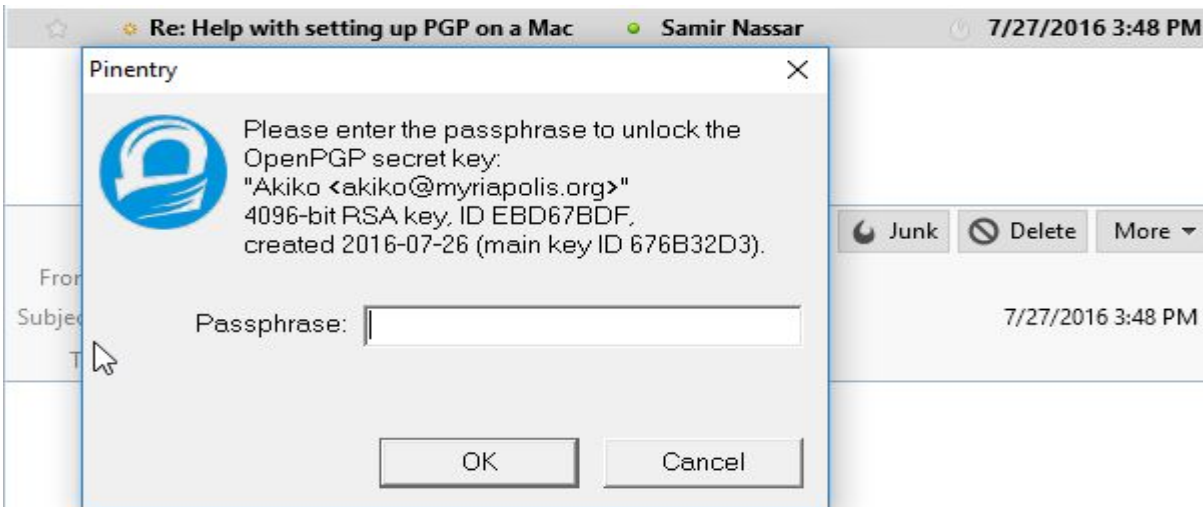 Re: Help with setting up PGP on a Mac Samir Nassar 7/27/2016 3:48 PM
Pinentry
Please enter the passphrase to unlock the
OpenPGP secret key:
"Akiko <akiko@myriapolis.org>"
4096-bit RSA key, ID EBD67BDF,
created 2016-07-26 (main key ID 676B32D3).
Junk Delete More
Fror
Subjec 7/27/2016 3:48 PM
T
Passphrase:
OK Cancel